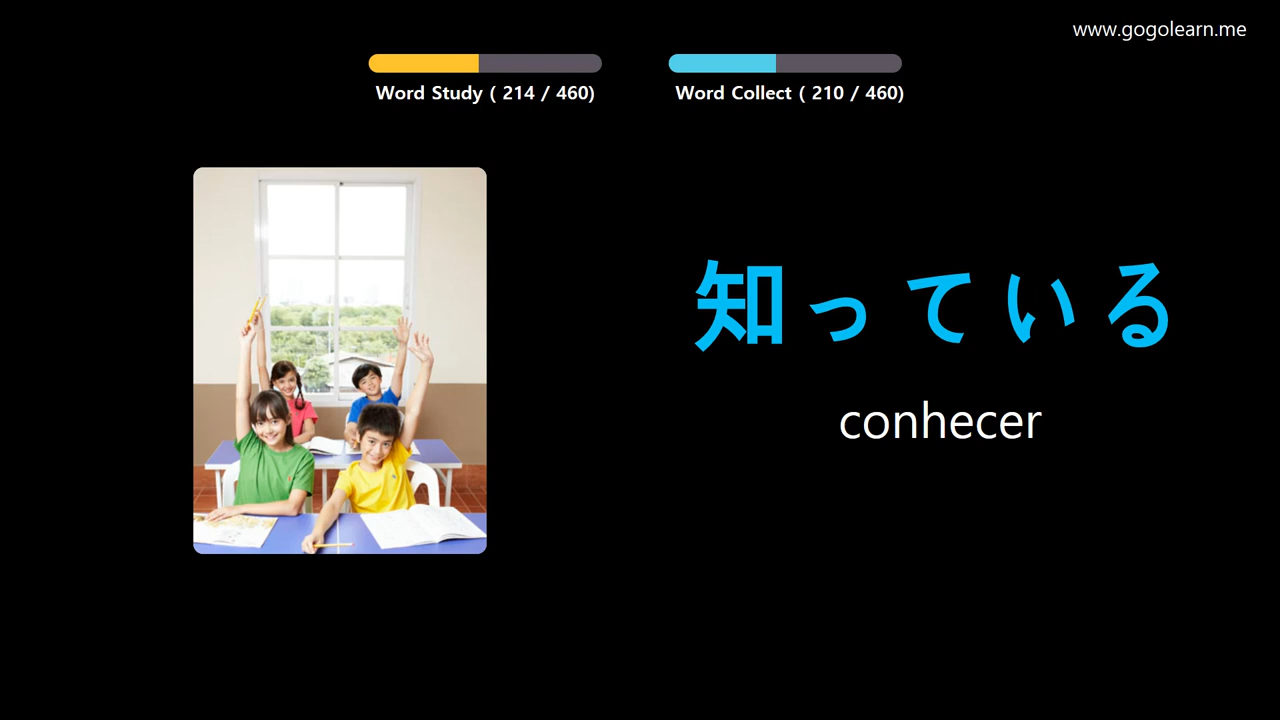 www.gogolearn.me
Word Study ( 214 / 460)
Word Collect ( 210 / 460)
知っている
conhecer